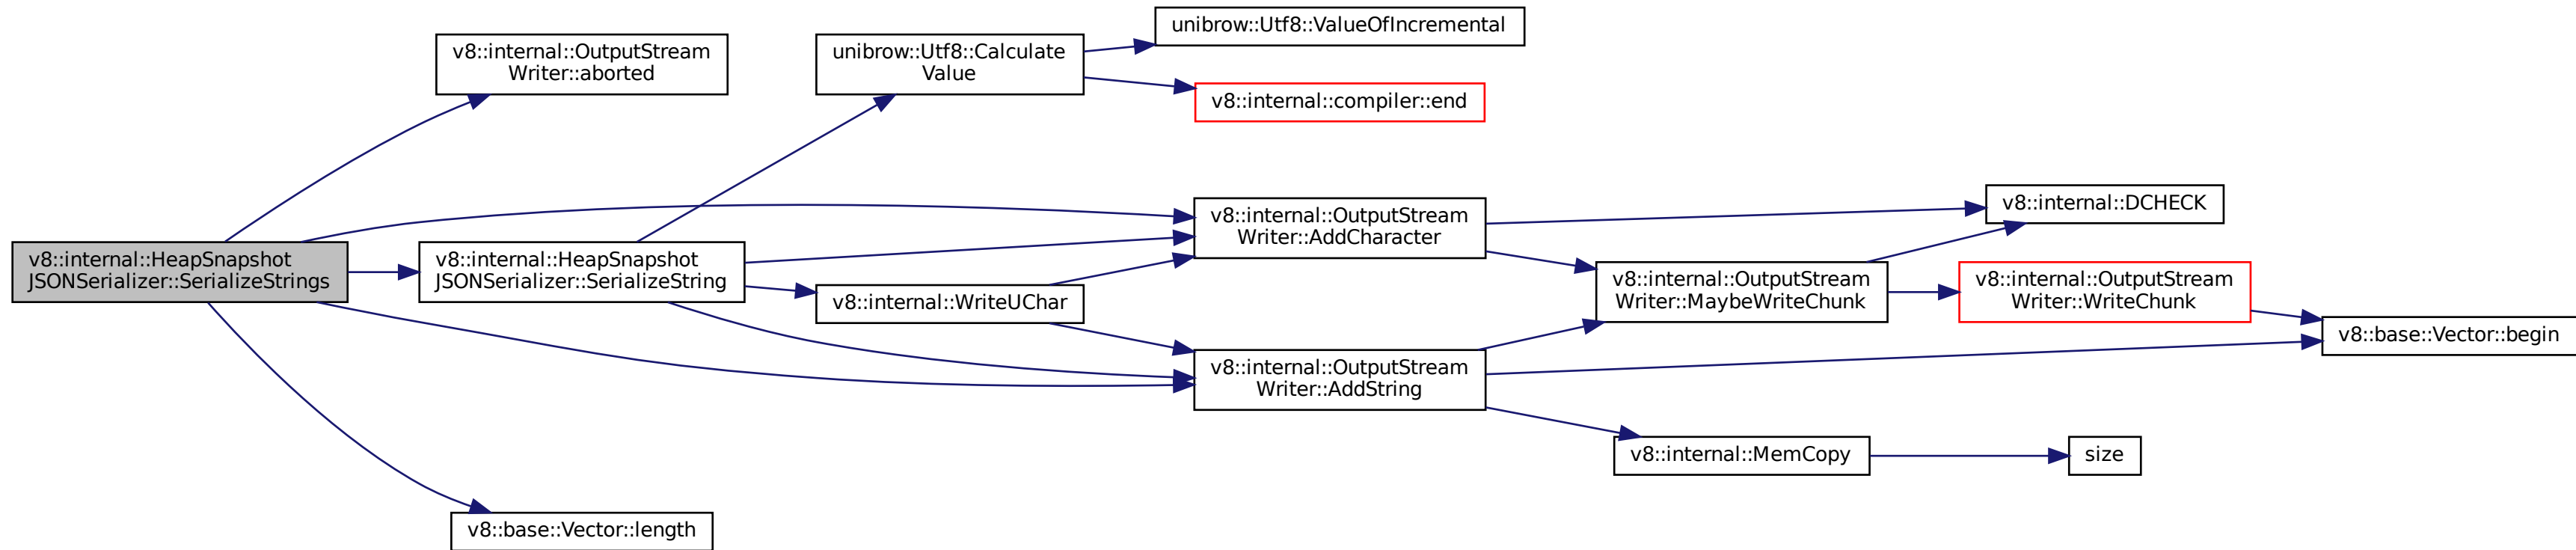 v8::internal::HeapSnapshot
JSONSerializer::SerializeStrings
v8::internal::OutputStream
Writer::aborted
v8::internal::HeapSnapshot
JSONSerializer::SerializeString
v8::base::Vector::length
unibrow::Utf8::Calculate
Value
v8::internal::WriteUChar
unibrow::Utf8::ValueOfIncremental
v8::internal::compiler::end
v8::internal::OutputStream
Writer::AddCharacter
v8::internal::OutputStream
Writer::AddString
v8::internal::OutputStream
Writer::MaybeWriteChunk
v8::internal::MemCopy
v8::internal::DCHECK
v8::internal::OutputStream
Writer::WriteChunk
size
v8::base::Vector::begin